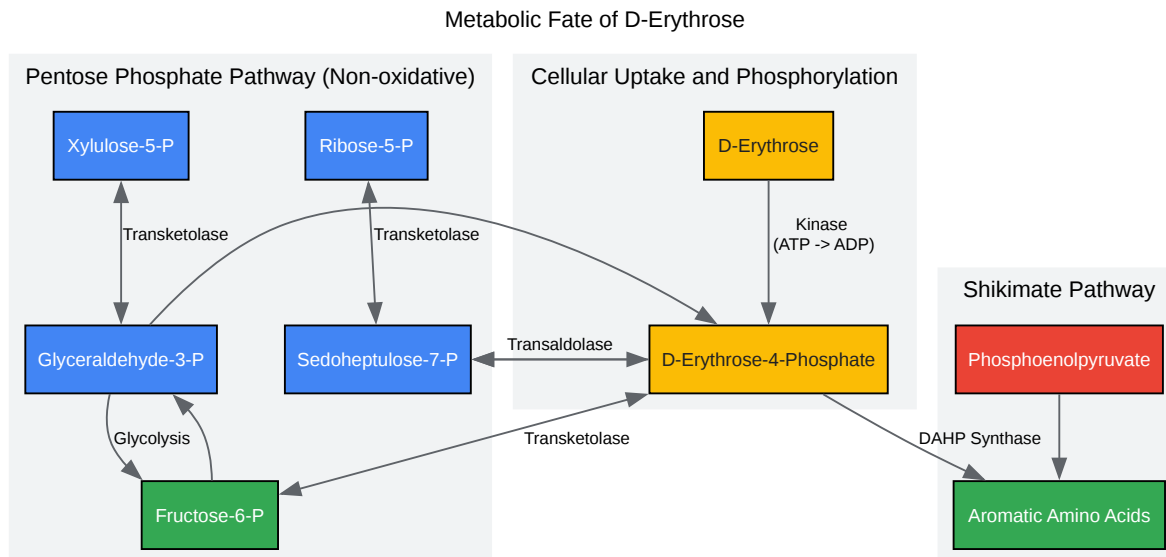 Metabolic Fate of D-Erythrose
Pentose Phosphate Pathway (Non-oxidative)
Cellular Uptake and Phosphorylation
Xylulose-5-P
Ribose-5-P
D-Erythrose
Transketolase
Transketolase
Kinase
(ATP -> ADP)
Shikimate Pathway
Glyceraldehyde-3-P
Sedoheptulose-7-P
Transaldolase
D-Erythrose-4-Phosphate
Phosphoenolpyruvate
Glycolysis
Transketolase
DAHP Synthase
Fructose-6-P
Aromatic Amino Acids